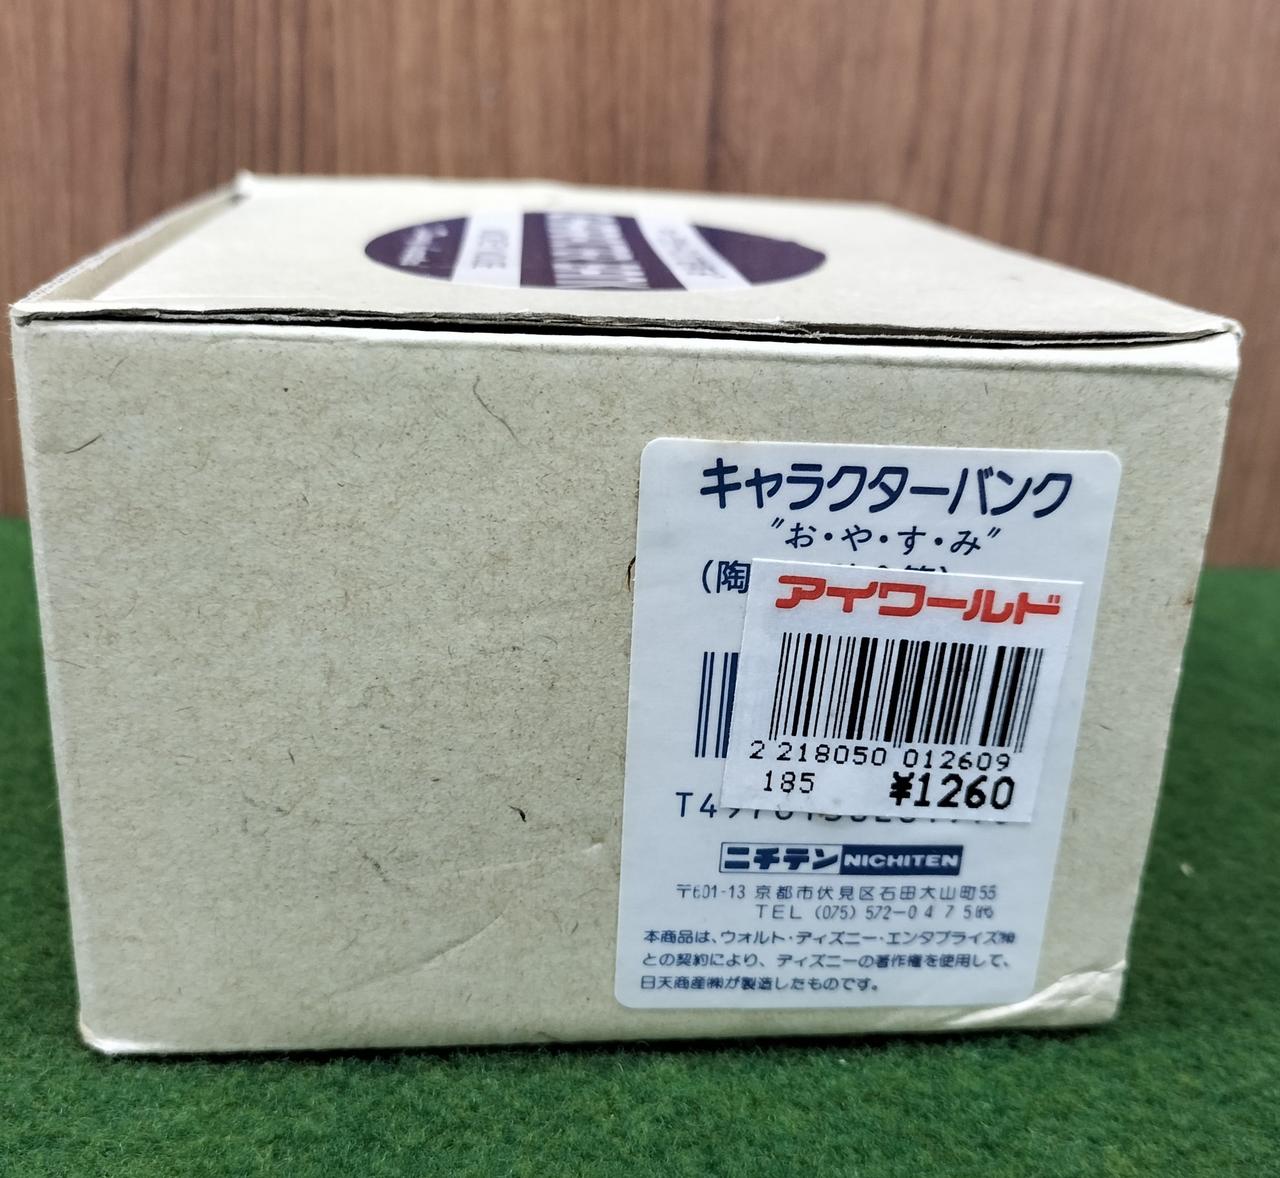 キャラクターバンク
"お・や・す・み"
(陶
アイワールド
2 218050 012609
185 ¥1260
T4
ニチテン NICHITEN
〒601-13 京都市伏見区石田大山町55
TEL (075) 572-0475㈹
本商品は、ウォルト・ディズニー・エンタプライズ㈱
との契約により、ディズニーの著作権を使用して、
日天商産㈱が製造したものです。